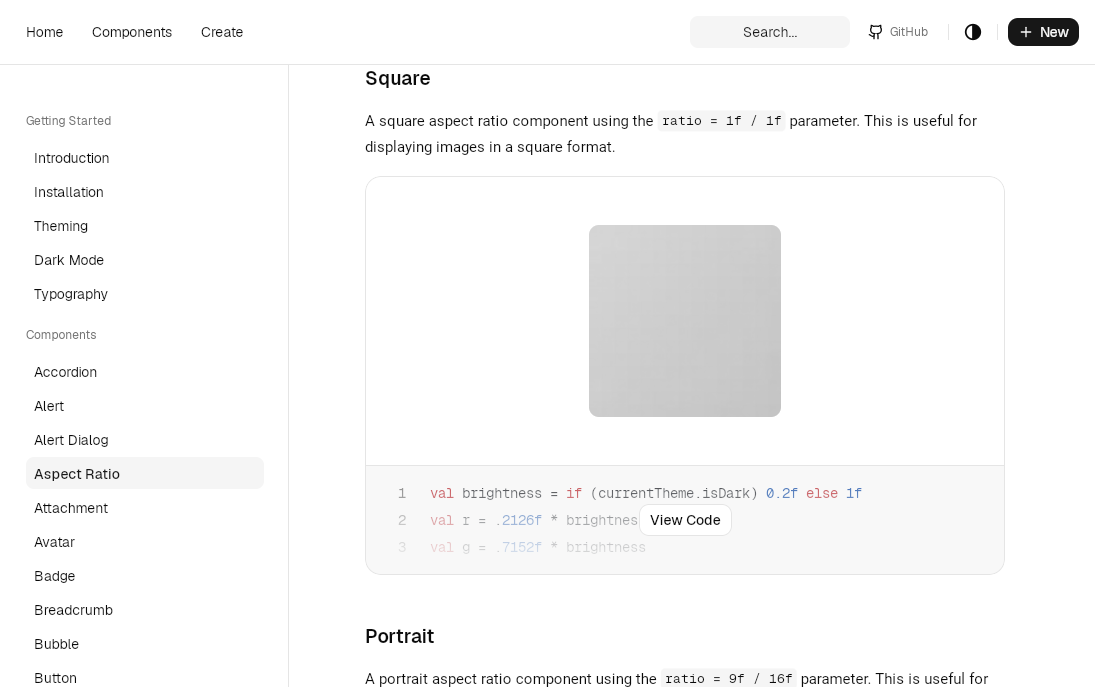 Home Components Create Search... GitHub New
Getting Started
Introduction
Installation
Theming
Dark Mode
Typography
Components
Accordion
Alert
Alert Dialog
Aspect Ratio
Attachment
Avatar
Badge
Breadcrumb
Bubble
Button
Square
A square aspect ratio component using the ratio = 1f / 1f parameter. This is useful for
displaying images in a square format.
1 val brightness = if (currentTheme.isDark) 0.2f else 1f
2 val r = .2126f * brightnes
View Code
3 val g = .7152f * brightness
Portrait
A portrait aspect ratio component using the ratio = 9f / 16f parameter. This is useful for